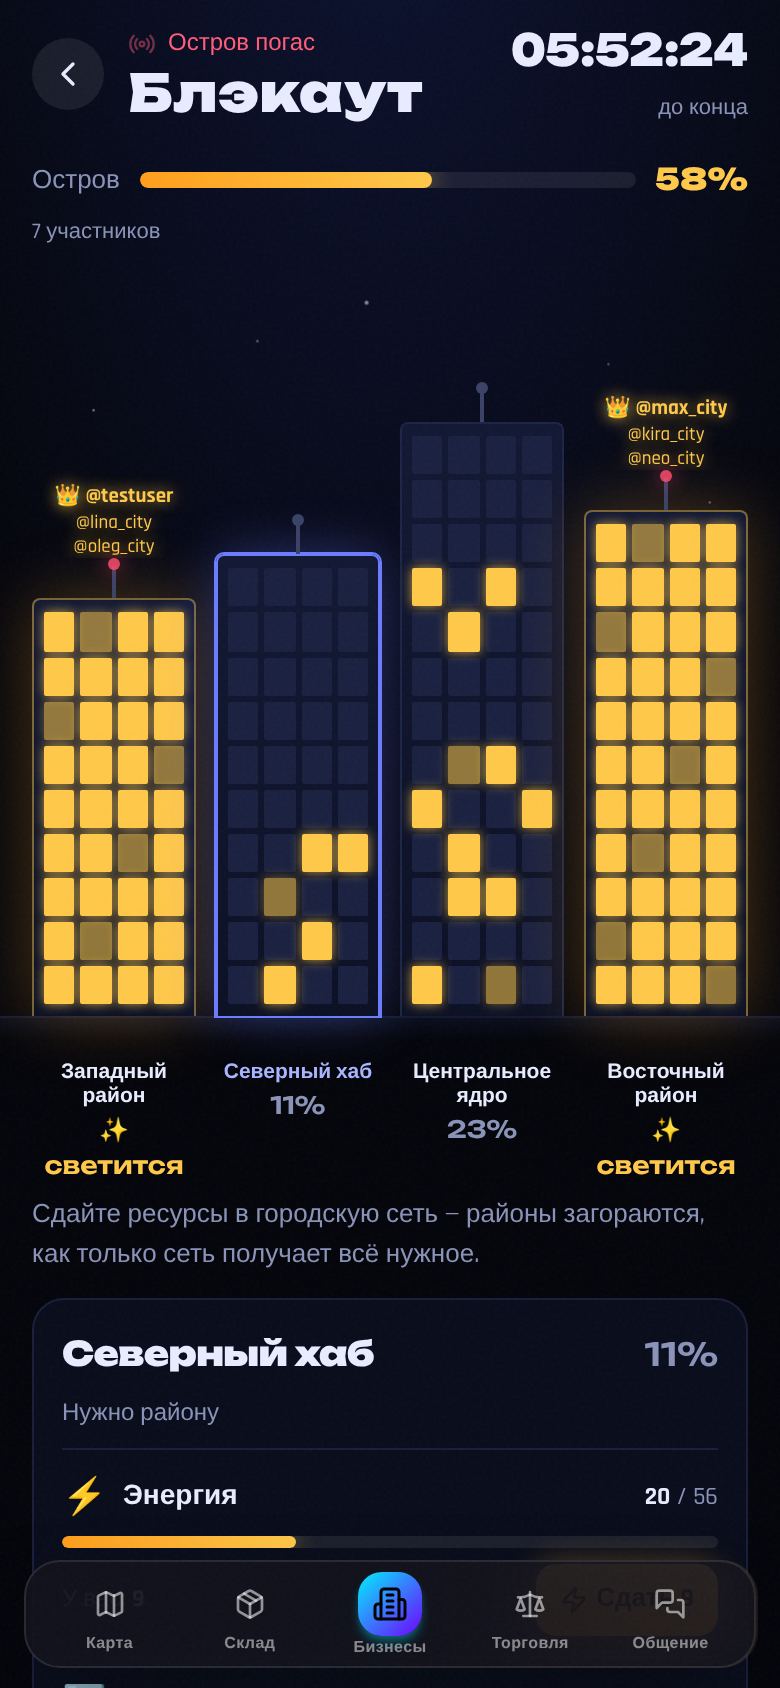 Остров погас
Блэкаут
05:52:24
до конца
Остров
58%
7 участников
@max_city
@kira_city
@neo_city
@testuser
@lina_city
@oleg_city
Западный район
светится
Северный хаб
11%
Центральное ядро
23%
Восточный район
светится
Сдайте ресурсы в городскую сеть – районы загораются,
как только сеть получает всё нужное.
Северный хаб
11%
Нужно району
Энергия
20 / 56
Карта
Склад
Бизнесы
Торговля
Общение